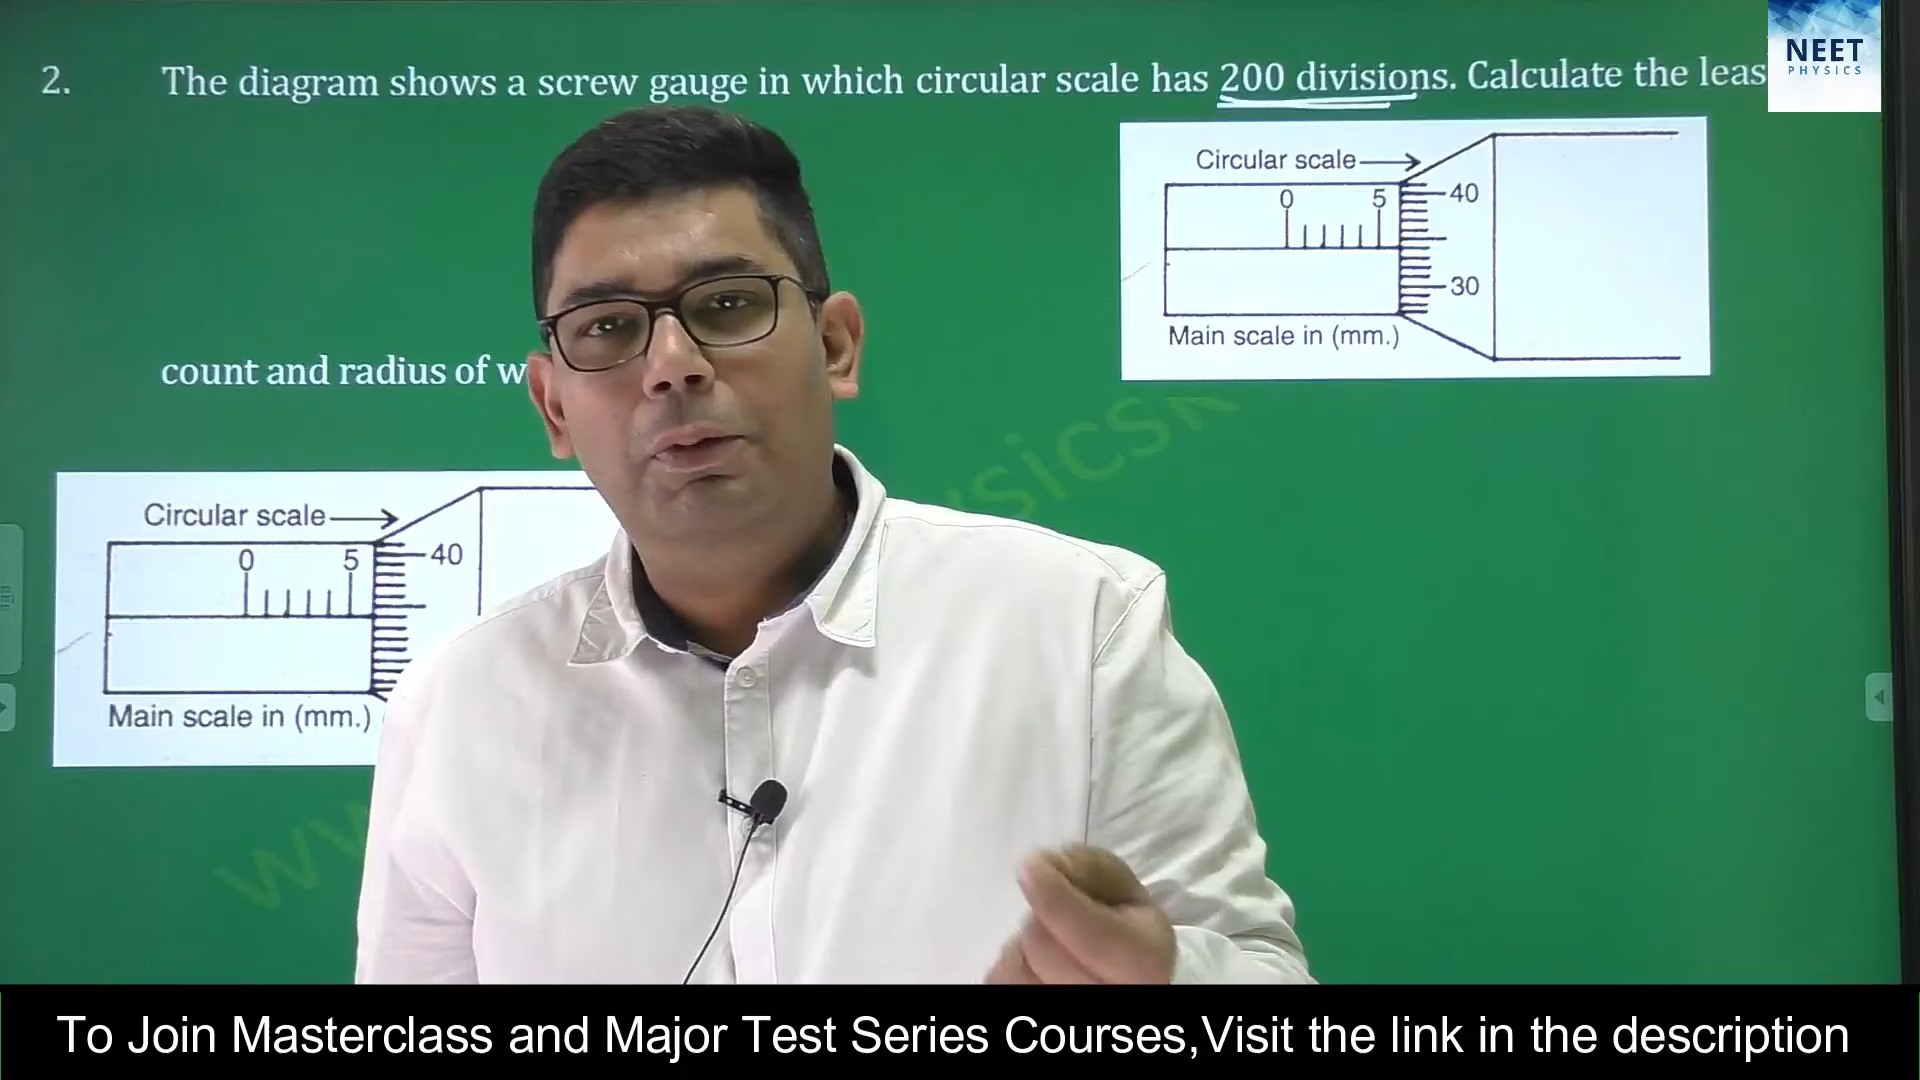 NEET
PHYSICS
2. The diagram shows a screw gauge in which circular scale has 200 divisions. Calculate the
Circular scale
0 5 40
30
Main scale in (mm.)
count and radius of
Circular scale
0 5 40
Main scale in (mm.)
To Join Masterclass and Major Test Series Courses,Visit the link in the description